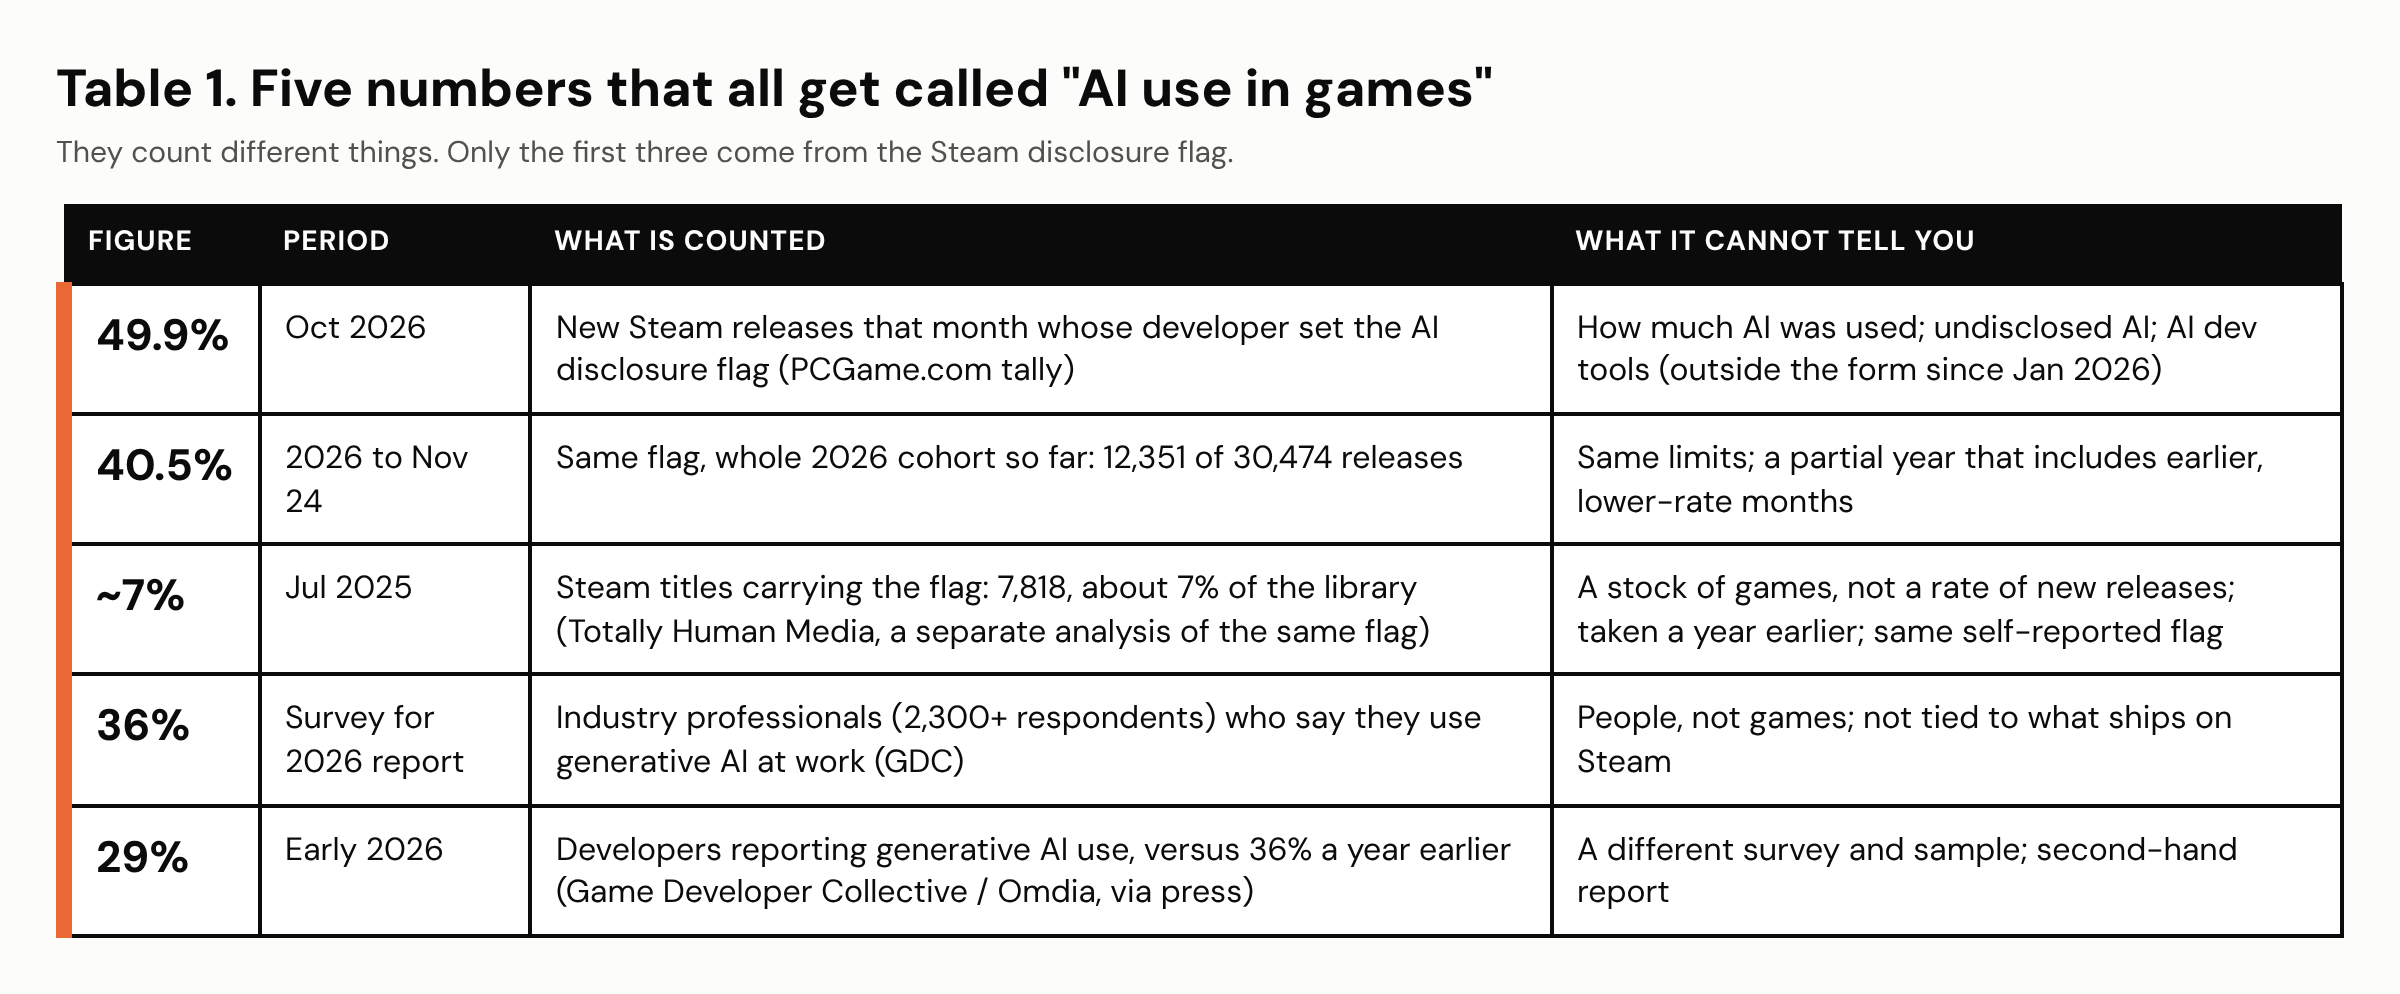 Table 1. Five numbers that all get called "AI use in games"
They count different things. Only the first three come from the Steam disclosure flag.
FIGURE PERIOD WHAT IS COUNTED WHAT IT CANNOT TELL YOU
49.9% Oct 2026 New Steam releases that month whose developer set the AI How much AI was used; undisclosed AI; AI dev
disclosure flag (PCGame.com tally) tools (outside the form since Jan 2026)
40.5% 2026 to Nov Same flag, whole 2026 cohort so far: 12,351 of 30,474 releases Same limits; a partial year that includes earlier,
24 lower-rate months
~7% Jul 2025 Steam titles carrying the flag: 7,818, about 7% of the library A stock of games, not a rate of new releases;
(Totally Human Media, a separate analysis of the same flag) taken a year earlier; same self-reported flag
36% Survey for Industry professionals (2,300+ respondents) who say they use People, not games; not tied to what ships on
2026 report generative AI at work (GDC) Steam
29% Early 2026 Developers reporting generative AI use, versus 36% a year earlier A different survey and sample; second-hand
(Game Developer Collective / Omdia, via press) report